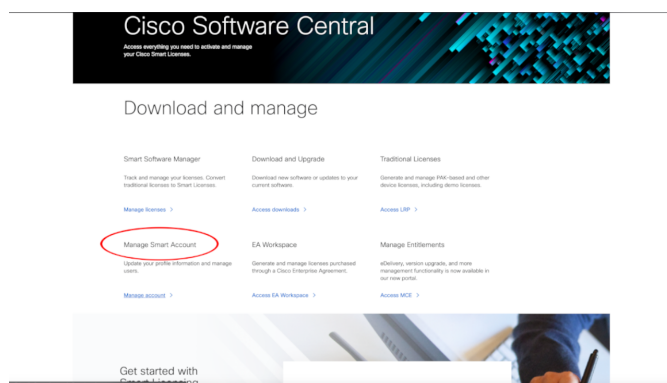 Cisco Software Central
Access everything you need to activate and manage
your Cisco Smart Licenses.
Download and manage
Smart Software Manager
Track and manage your licenses. Convert
traditional licenses to Smart Licenses.
Manage licenses >
Download and Upgrade
Download new software or updates to your
current software.
Access downloads >
Traditional Licenses
Generate and manage PAK-based and other
device licenses, including demo licenses.
Access LRP >
Manage Smart Account
Update your profile information and manage
users.
Manage account >
EA Workspace
Generate and manage licenses purchased
through a Cisco Enterprise Agreement.
Access EA Workspace >
Manage Entitlements
eDelivery, version upgrade, and more
management functionality is now available in
our new portal.
Access MCE >
Get started with
Smart Licensing